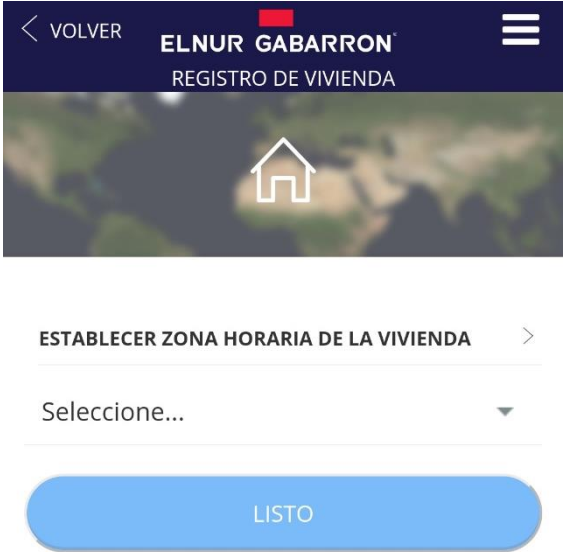 VOLVER
ELNUR GABARRON
REGISTRO DE VIVIENDA
ESTABLECER ZONA HORARIA DE LA VIVIENDA
Seleccione...
LISTO